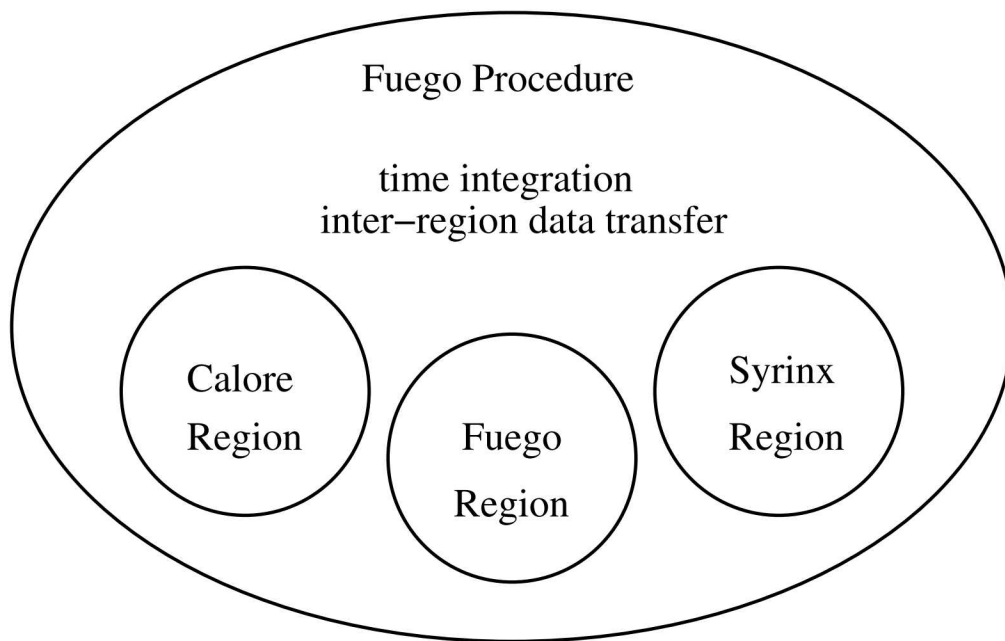 Fuego Procedure
time integration
inter−region data transfer
Calore
Region
Fuego
Region
Syrinx
Region